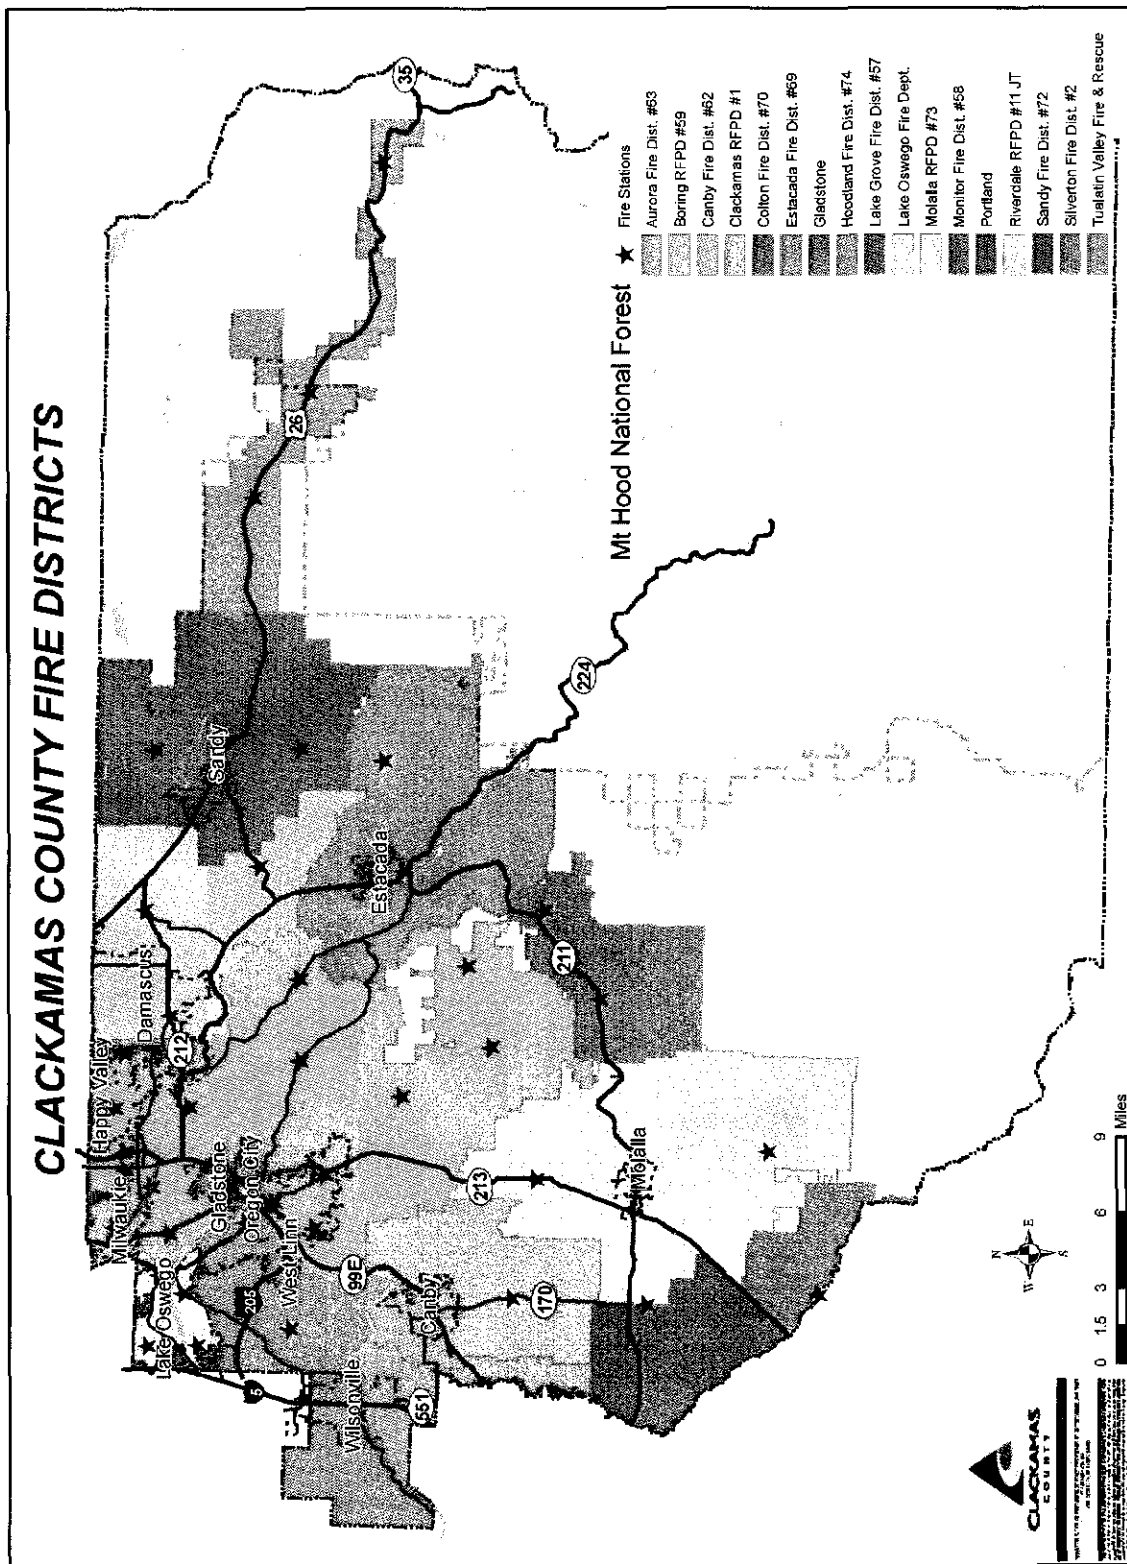 CLACKAMAS COUNTY FIRE DISTRICTS
35
26
Sandy
Estacada
224
211
Damascus
212
Happy Valley
Milwaukie
Gladstone
Oregon City
West Linn
Lake Oswego
205
5
99E
Canby
213
170
Wilsonville
551
Molalla
Mt Hood National Forest
Fire Stations
Aurora Fire Dist. #63
Boring RFPD #59
Canby Fire Dist. #62
Clackamas RFPD #1
Colton Fire Dist. #70
Estacada Fire Dist. #69
Gladstone
Hoodland Fire Dist. #74
Lake Grove Fire Dist. #57
Lake Oswego Fire Dept.
Molalla RFPD #73
Monitor Fire Dist. #58
Portland
Riverdale RFPD #11 JT
Sandy Fire Dist. #72
Silverton Fire Dist. #2
Tualatin Valley Fire & Rescue
N
W E
S
0 1.5 3 6 9
Miles
CLACKAMAS
COUNTY